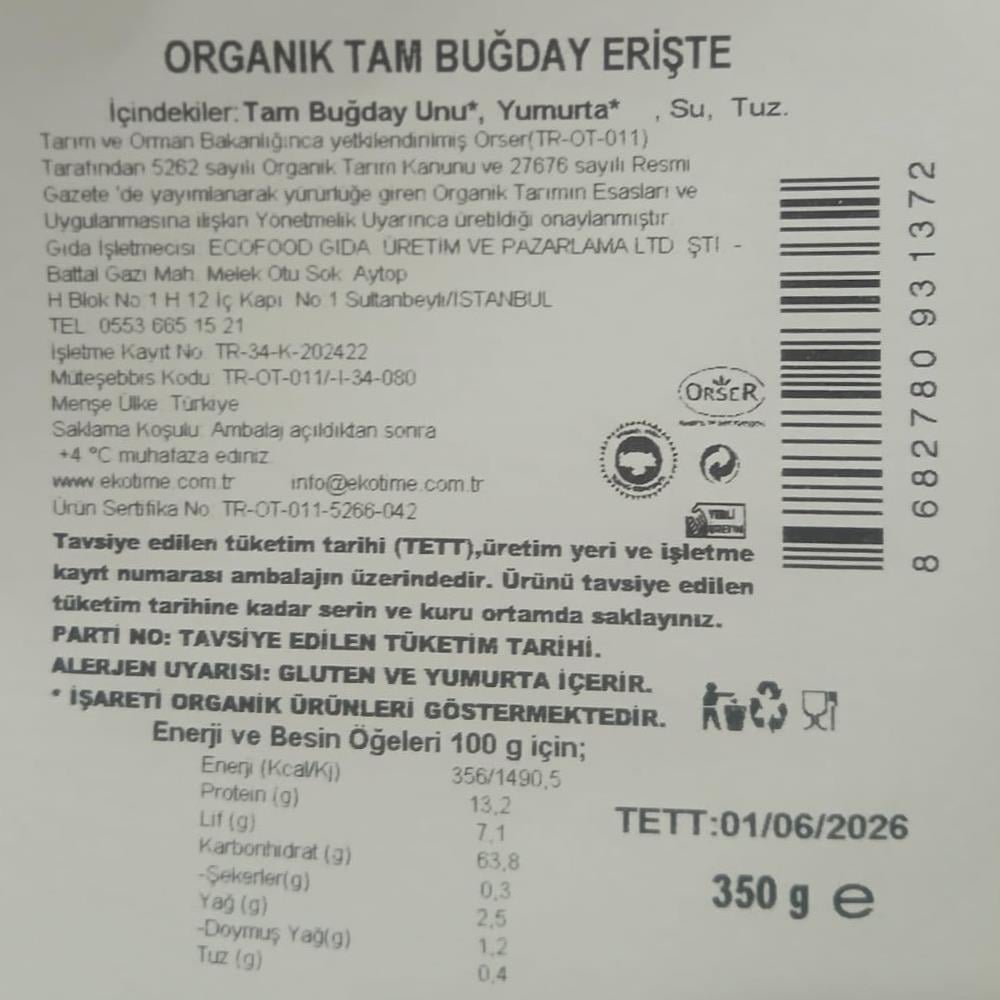 ORGANIK TAM BUĞDAY ERİŞTE
İçindekiler: Tam Buğday Unu*, Yumurta* , Su, Tuz.
Tarım ve Orman Bakanlığınca yetkilendirilmiş Orser(TR-OT-011)
Tarafından 5262 sayılı Organik Tarım Kanunu ve 27676 sayılı Resmi
Gazete 'de yayımlanarak yürürlüğe giren Organik Tarımın Esasları ve
Uygulanmasına ilişkin Yönetmelik Uyarınca üretildiği onaylanmıştır.
Gıda İşletmecisi: ECOFOOD GIDA ÜRETİM VE PAZARLAMA LTD ŞTİ -
Battal Gazi Mah. Melek Otu Sok. Aytop
H Blok No 1 H 12 İç Kapı No 1 Sultanbeyli/ISTANBUL
TEL: 0553 665 15 21
İşletme Kayıt No: TR-34-K-202422
Müteşebbis Kodu: TR-OT-011/-I-34-080
Menşe Ülke: Türkiye
Saklama Koşulu: Ambalaj açıldıktan sonra
+4 °C muhafaza ediniz.
www.ekotime.com.tr info@ekotime.com.tr
Ürün Sertifika No: TR-OT-011-5266-042
Tavsiye edilen tüketim tarihi (TETT),üretim yeri ve işletme
kayıt numarası ambalajın üzerindedir. Ürünü tavsiye edilen
tüketim tarihine kadar serin ve kuru ortamda saklayınız.
PARTİ NO: TAVSİYE EDİLEN TÜKETİM TARİHİ.
ALERJEN UYARISI: GLUTEN VE YUMURTA İÇERİR.
* İŞARETİ ORGANİK ÜRÜNLERİ GÖSTERMEKTEDİR.
Enerji ve Besin Öğeleri 100 g için;
Enerji (Kcal/Kj) 356/1490,5
Protein (g) 13,2
Lif (g) 7,1
Karbonhıdrat (g) 63,8
-Şekerler(g) 0,3
Yağ (g) 2,5
-Doymuş Yağ(g) 1,2
Tuz (g) 0,4
ORSER
YERLİ
ÜRETİM
8 682780 931372
TETT:01/06/2026
350 g e